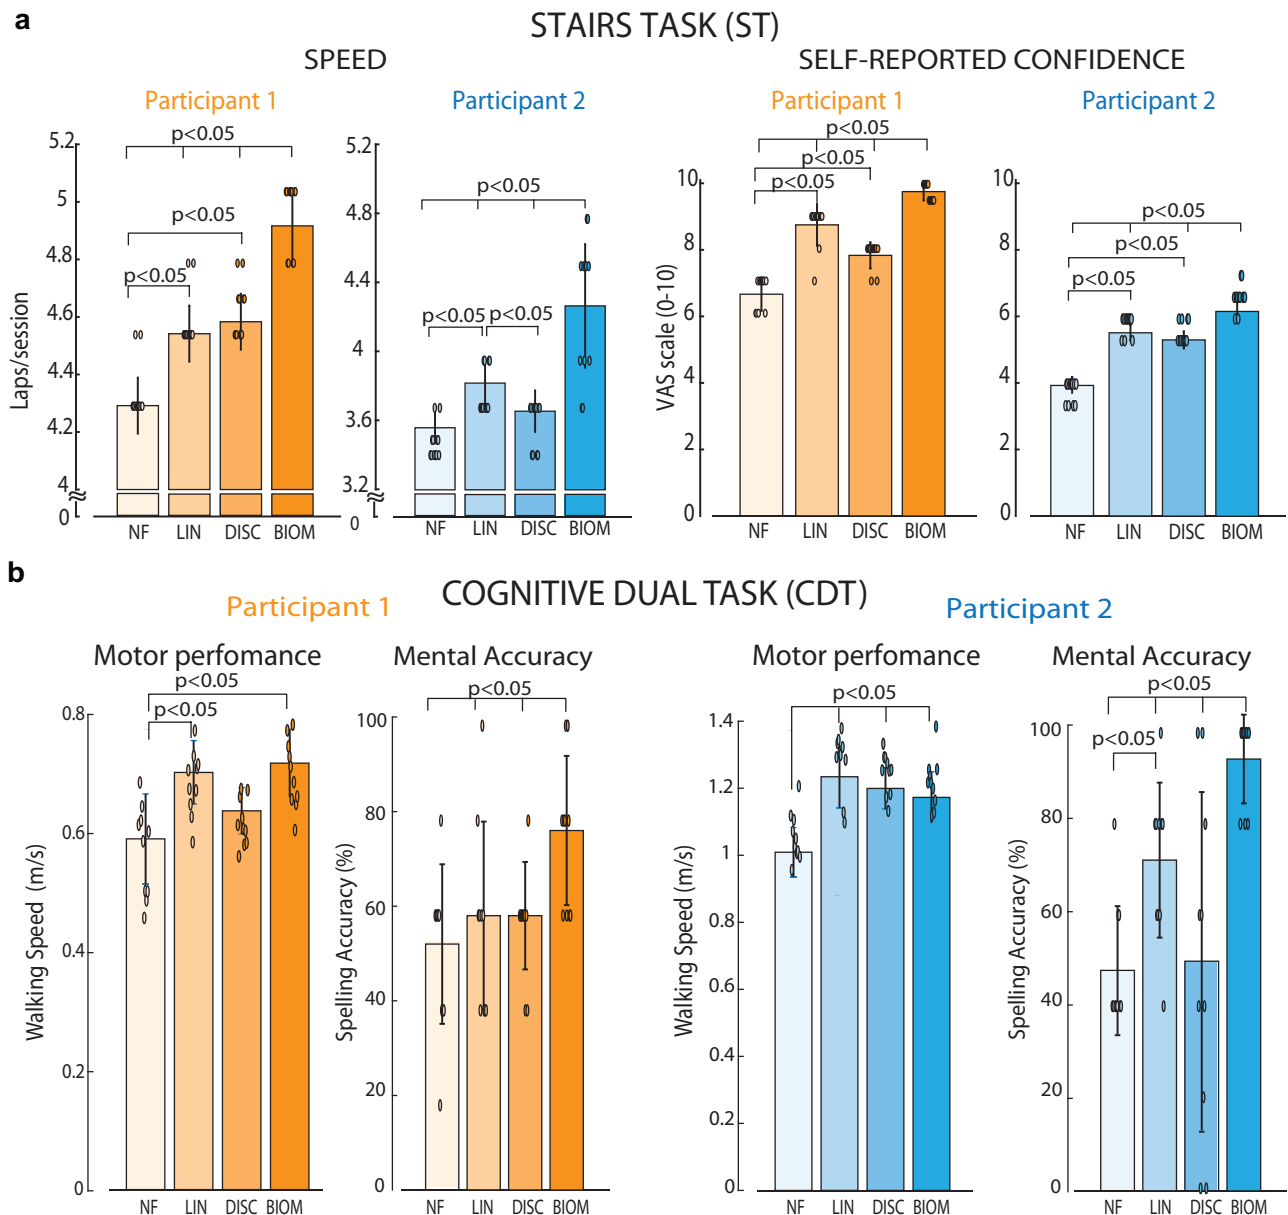 a
STAIRS TASK (ST)
SPEED
SELF-REPORTED CONFIDENCE
Participant 1
Participant 2
Participant 1
Participant 2
Laps/session
5.2
5
4.8
4.6
4.4
4.2
4
0
p<0.05
p<0.05
p<0.05
NF LIN DISC BIOM
5.2
4.8
4.4
4
3.6
3.2
0
p<0.05
p<0.05
p<0.05
NF LIN DISC BIOM
VAS scale (0-10)
10
8
6
4
2
0
p<0.05
p<0.05
p<0.05
NF LIN DISC BIOM
10
8
6
4
2
0
p<0.05
p<0.05
p<0.05
NF LIN DISC BIOM
b
COGNITIVE DUAL TASK (CDT)
Participant 1
Participant 2
Motor perfomance
Mental Accuracy
Motor perfomance
Mental Accuracy
Walking Speed (m/s)
0.8
0.6
0.4
0.2
0
p<0.05
p<0.05
NF LIN DISC BIOM
Spelling Accuracy (%)
100
80
60
40
20
0
p<0.05
NF LIN DISC BIOM
Walking Speed (m/s)
1.4
1.2
1
1.2
0.6
0.4
0.2
0
p<0.05
NF LIN DISC BIOM
Spelling Accuracy (%)
100
80
60
40
20
0
p<0.05
p<0.05
NF LIN DISC BIOM